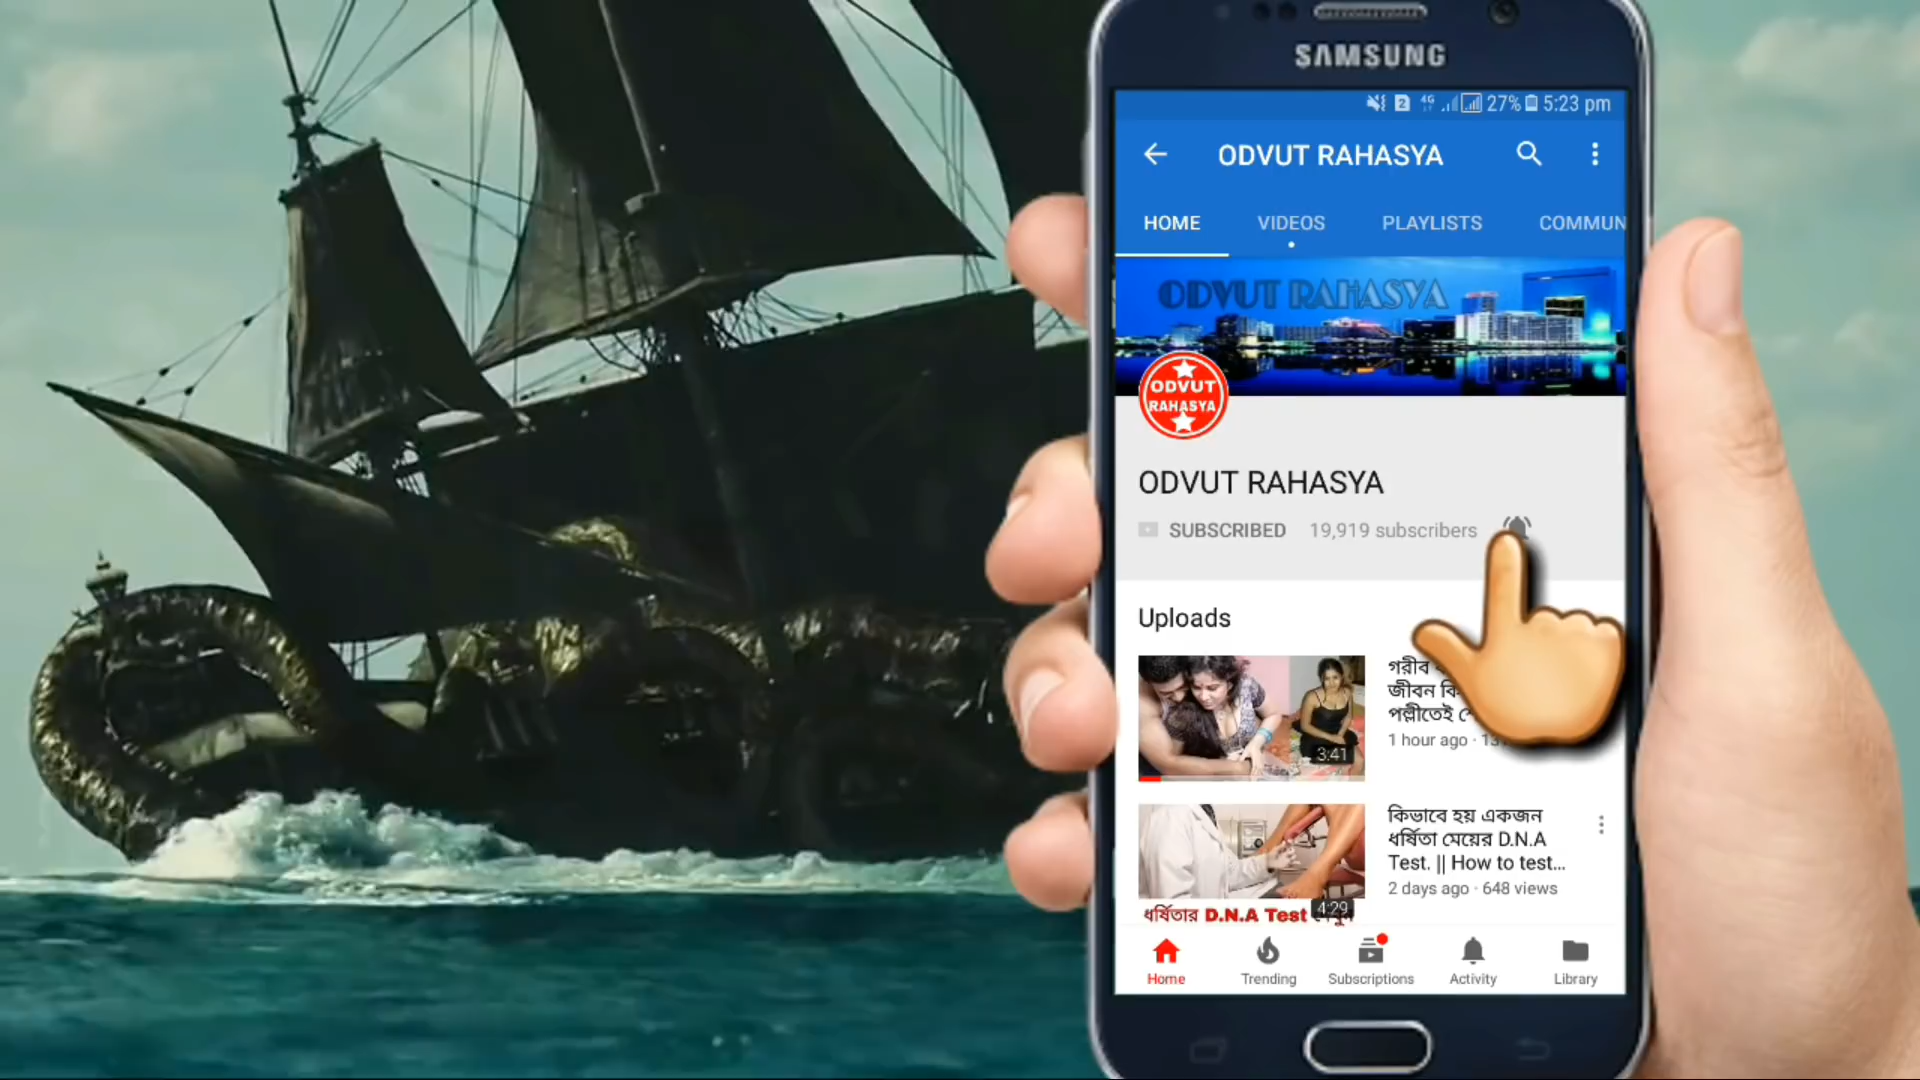 SAMSUNG
2 4G 27% 5:23 pm
ODVUT RAHASYA
HOME VIDEOS PLAYLISTS COMMUN
ODVUT RAHASYA
ODVUT
RAHASYA
ODVUT RAHASYA
SUBSCRIBED 19,919 subscribers
Uploads
গরীব
জীবন
পল্লীতেই
1 hour ago
3:41
কিভাবে হয় একজন
ধর্ষিতা মেয়ের D.N.A
Test. || How to test...
2 days ago · 648 views
4:29
ধর্ষিতার D.N.A Test
Home Trending Subscriptions Activity Library